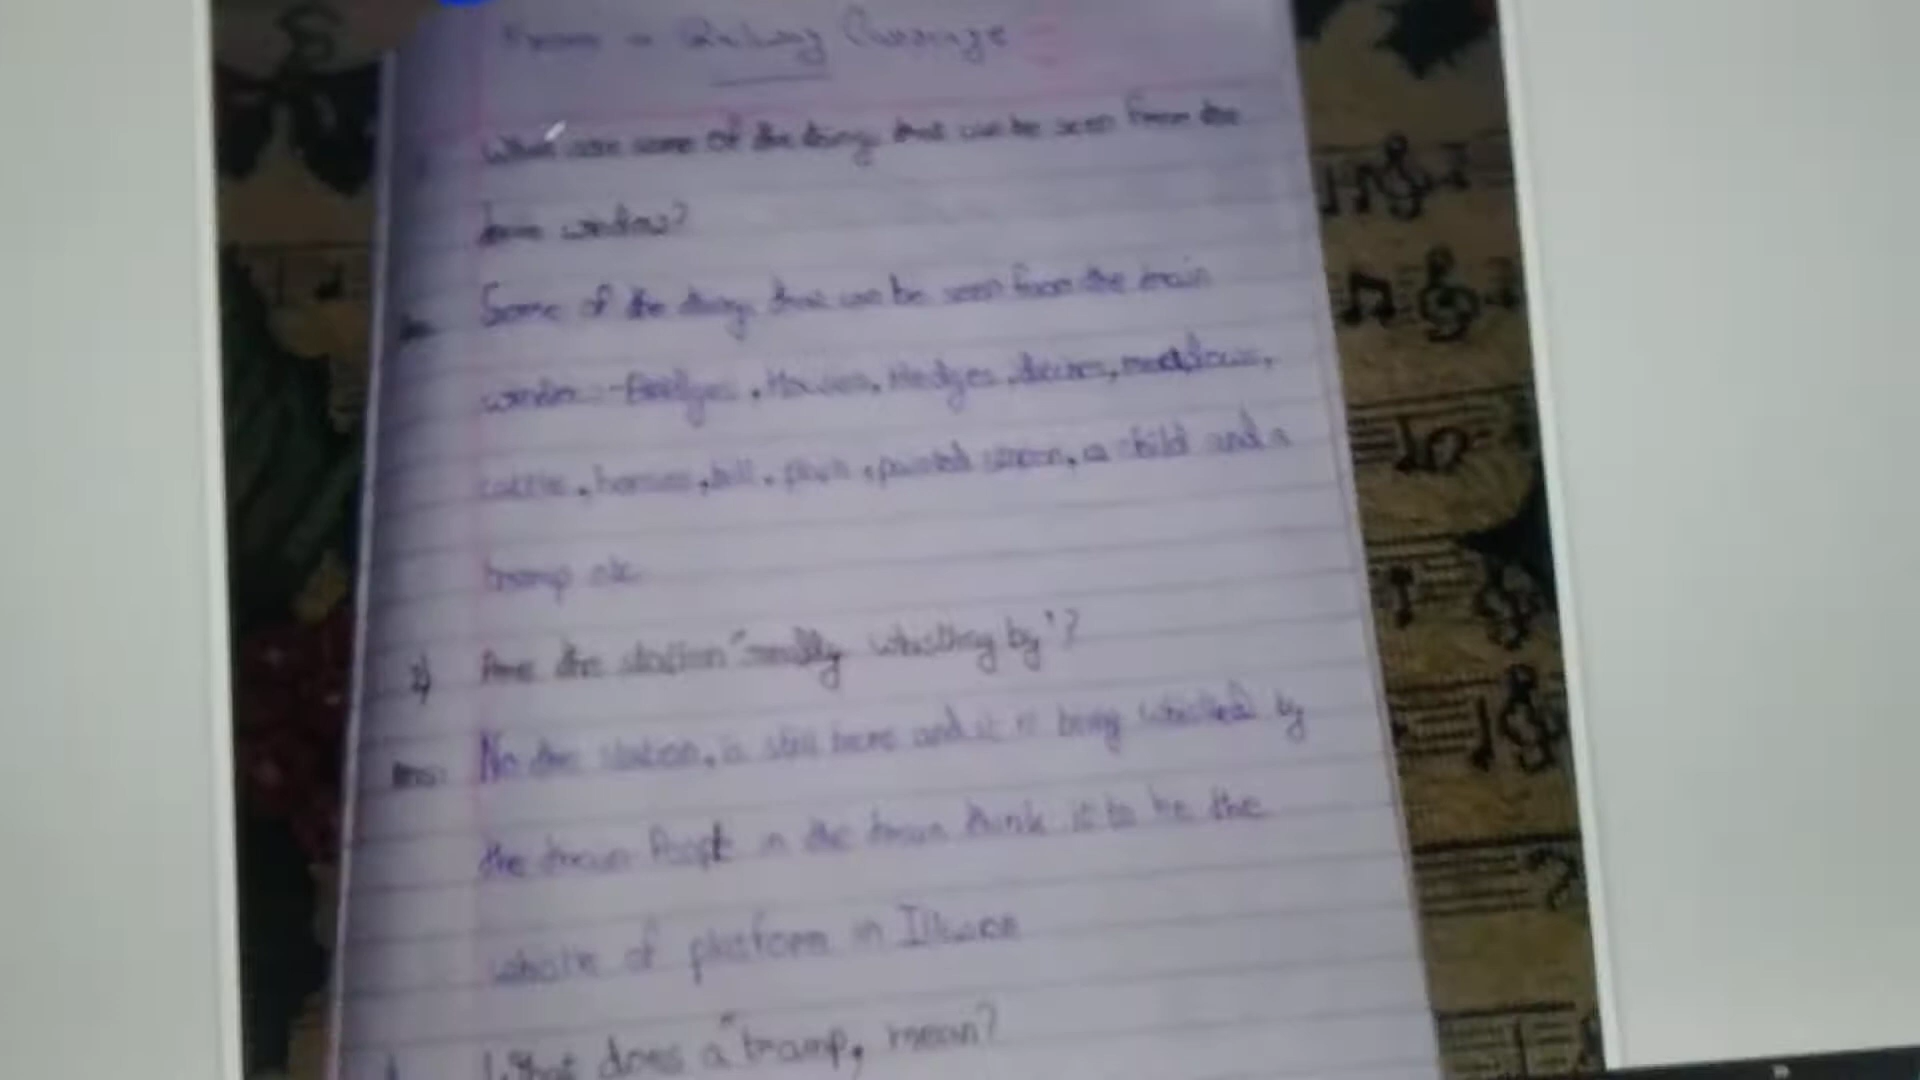 From a Railway Carriage
What are some of the things that can be seen from the
train window?
Ans Some of the things that can be seen from the train
window :- Bridges, Houses, Hedges, ditches, meadows,
cattle, horses, hill, plain, painted station, a child and a
tramp etc
2) Are the station "really whistling by"?
Ans: No the station, is still here and it is being whistled by
the train People in the train think it to be the
whistle of platform in
What does a "tramp, mean?